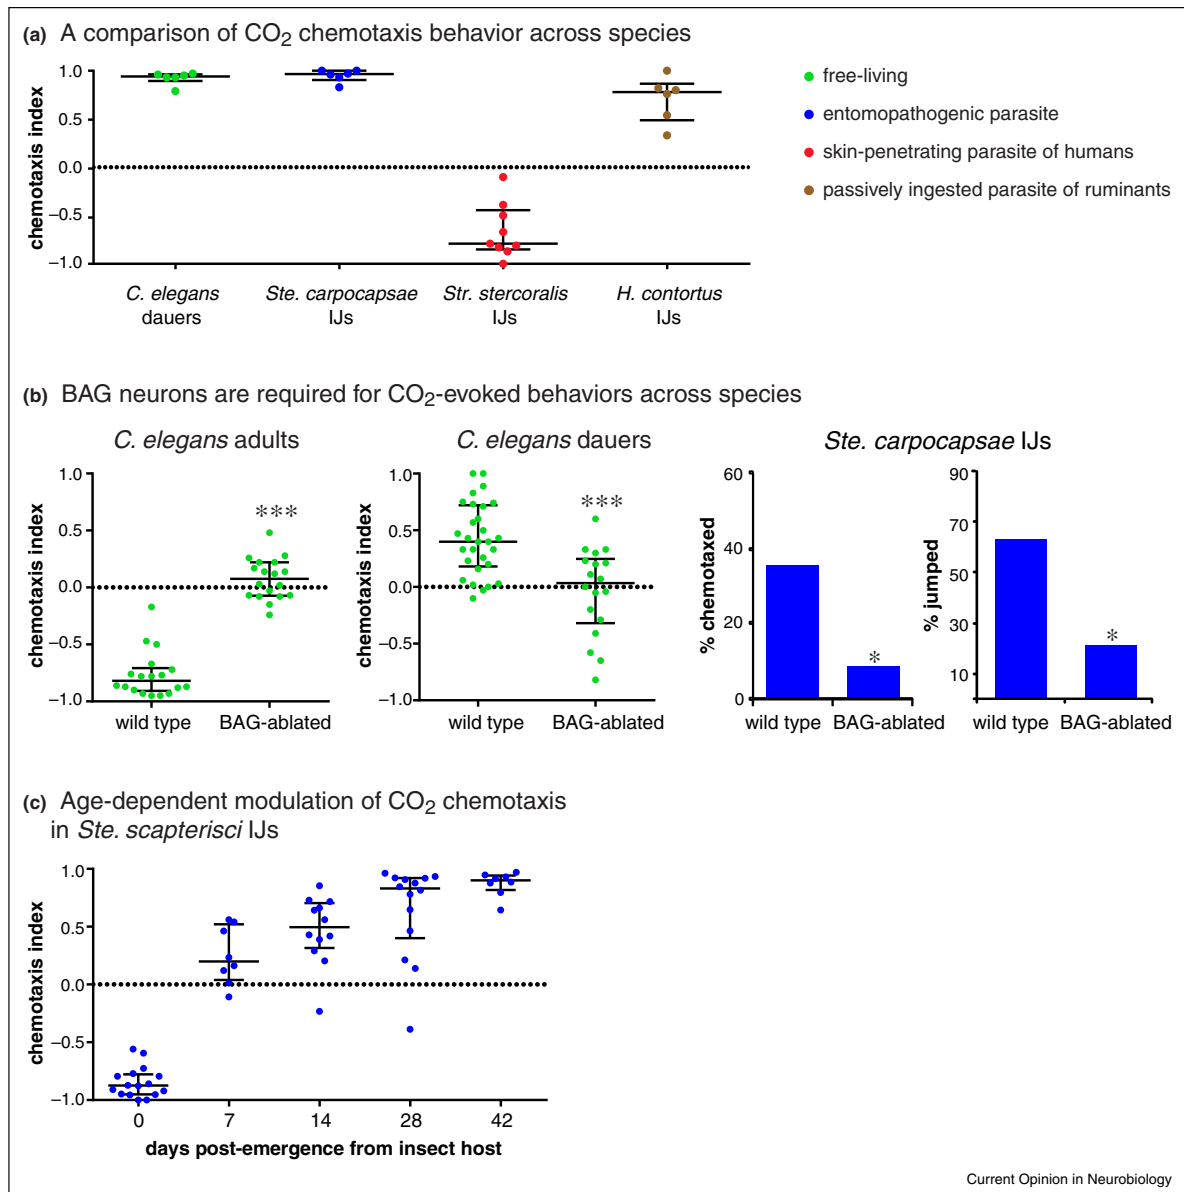 (a) A comparison of CO2 chemotaxis behavior across species
chemotaxis index
1.0
0.5
0.0
−0.5
−1.0
C. elegans
dauers
Ste. carpocapsae
IJs
Str. stercoralis
IJs
H. contortus
IJs
free-living
entomopathogenic parasite
skin-penetrating parasite of humans
passively ingested parasite of ruminants
(b) BAG neurons are required for CO2-evoked behaviors across species
C. elegans adults
chemotaxis index
1.0
0.5
0.0
−0.5
−1.0
***
wild type
BAG-ablated
C. elegans dauers
chemotaxis index
1.0
0.5
0.0
−0.5
−1.0
***
wild type
BAG-ablated
Ste. carpocapsae IJs
% chemotaxed
60
40
20
0
*
wild type
BAG-ablated
% jumped
90
70
50
30
10
*
wild type
BAG-ablated
(c) Age-dependent modulation of CO2 chemotaxis
in Ste. scapterisci IJs
chemotaxis index
1.0
0.5
0.0
−0.5
−1.0
0 7 14 28 42
days post-emergence from insect host
Current Opinion in Neurobiology